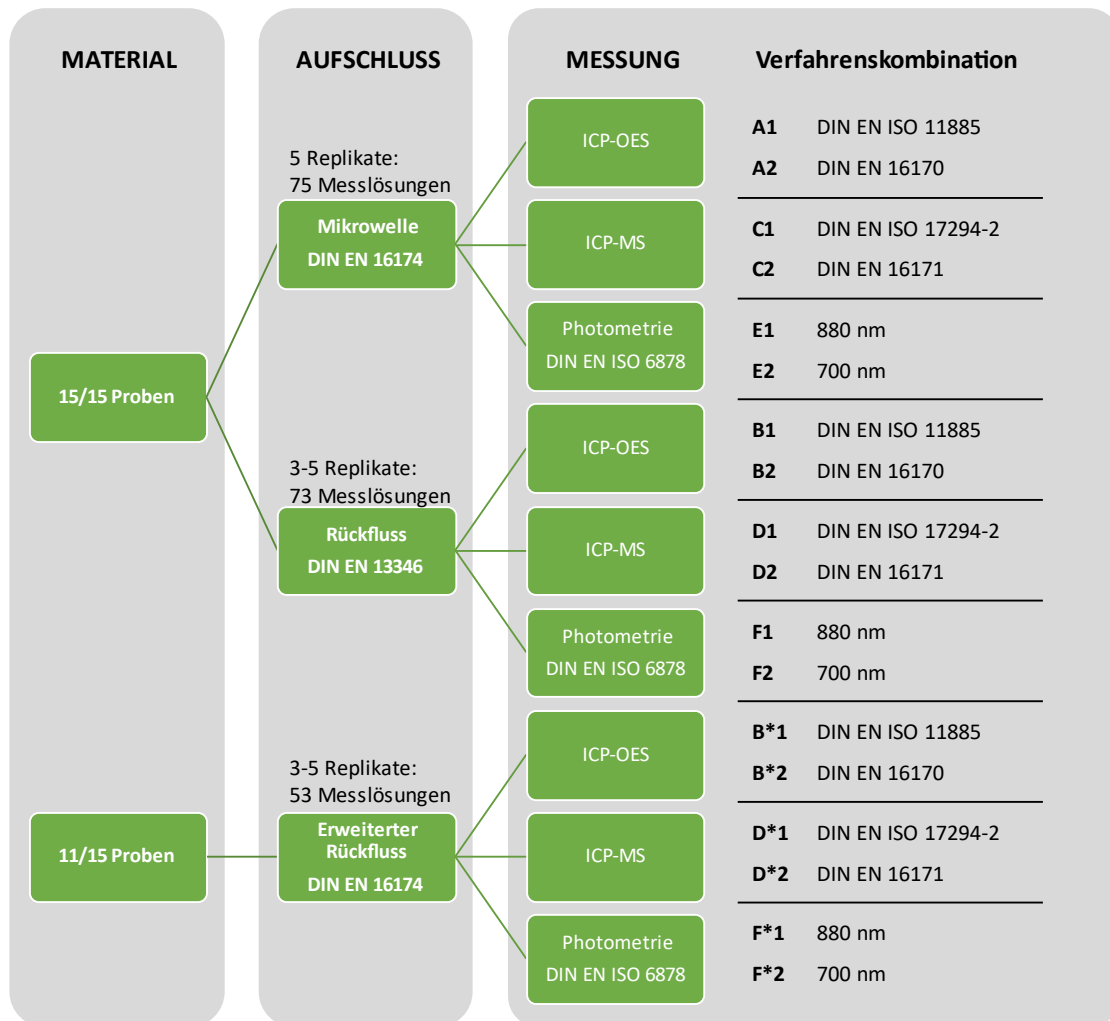 MATERIAL
AUFSCHLUSS
MESSUNG
Verfahrenskombination
15/15 Proben
5 Replikate:
75 Messlösungen
Mikrowelle
DIN EN 16174
ICP-OES
A1 DIN EN ISO 11885
A2 DIN EN 16170
ICP-MS
C1 DIN EN ISO 17294-2
C2 DIN EN 16171
Photometrie
DIN EN ISO 6878
E1 880 nm
E2 700 nm
3-5 Replikate:
73 Messlösungen
Rückfluss
DIN EN 13346
ICP-OES
B1 DIN EN ISO 11885
B2 DIN EN 16170
ICP-MS
D1 DIN EN ISO 17294-2
D2 DIN EN 16171
Photometrie
DIN EN ISO 6878
F1 880 nm
F2 700 nm
11/15 Proben
3-5 Replikate:
53 Messlösungen
Erweiterter
Rückfluss
DIN EN 16174
ICP-OES
B*1 DIN EN ISO 11885
B*2 DIN EN 16170
ICP-MS
D*1 DIN EN ISO 17294-2
D*2 DIN EN 16171
Photometrie
DIN EN ISO 6878
F*1 880 nm
F*2 700 nm